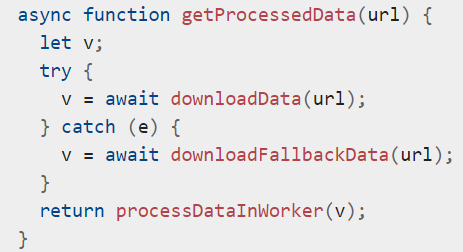 async function getProcessedData(url) {
  let v;
  try {
    v = await downloadData(url);
  } catch (e) {
    v = await downloadFallbackData(url);
  }
  return processDataInWorker(v);
}